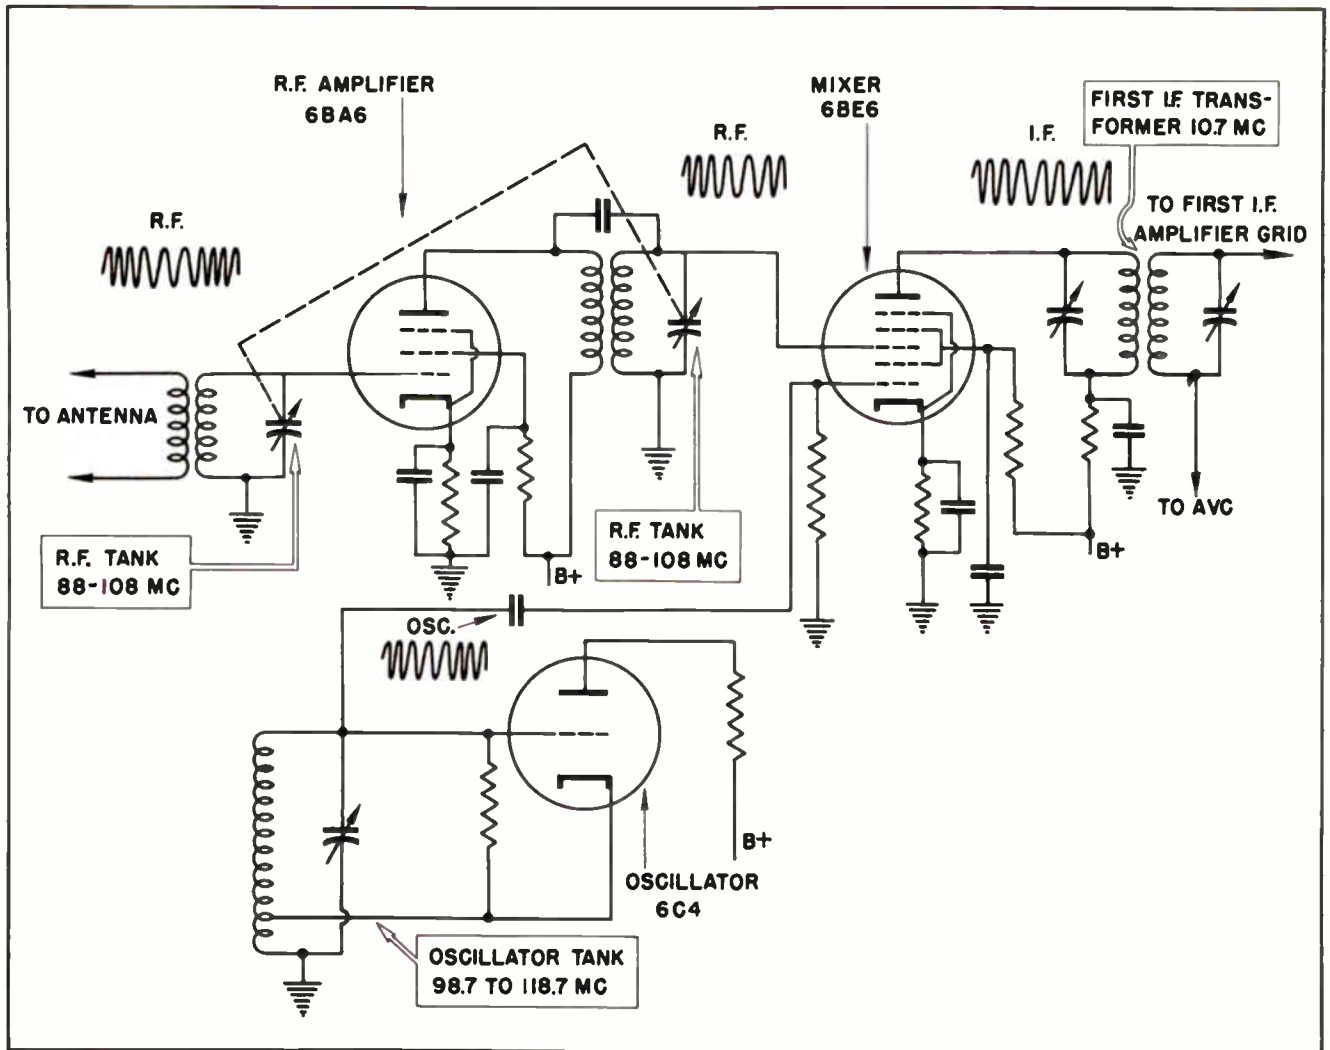 R.F. AMPLIFIER
6BA6
MIXER
6BE6
FIRST I.F. TRANS-
FORMER 10.7 MC
R.F.
I.F.
R.F.
TO FIRST I.F.
AMPLIFIER GRID
TO ANTENNA
R.F. TANK
88-108 MC
R.F. TANK
88-108 MC
B+
TO AVC
B+
OSC.
B+
OSCILLATOR
6C4
OSCILLATOR TANK
98.7 TO 118.7 MC